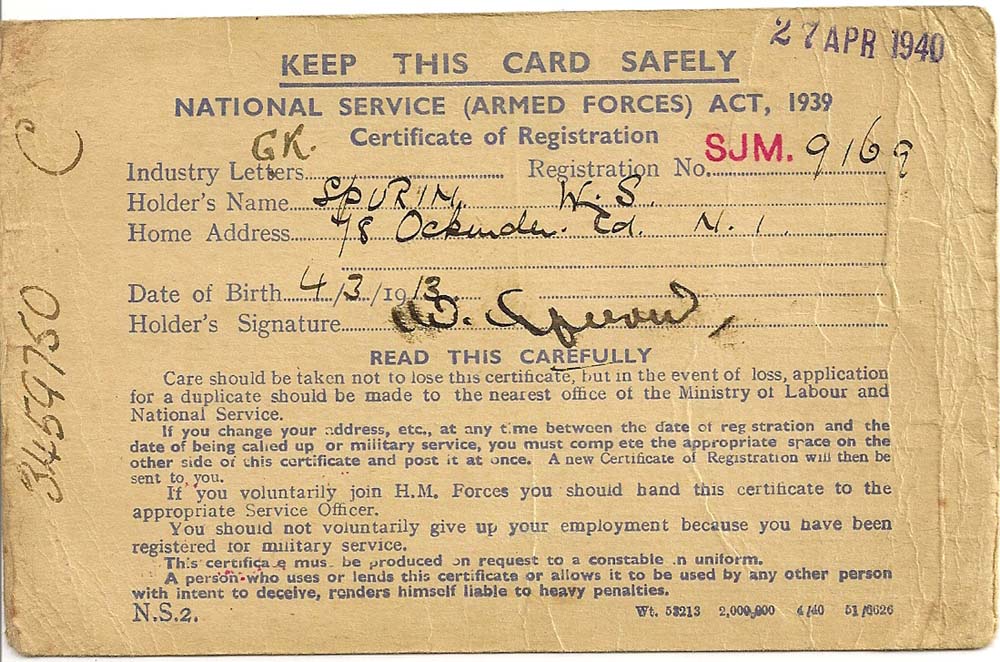 27 APR 1940
KEEP THIS CARD SAFELY
NATIONAL SERVICE (ARMED FORCES) ACT, 1939
Certificate of Registration
Industry Letters GK. Registration No. SJM. 9169
Holder's Name SPURIN. W. S.
Home Address 78 Rd. N. 1.
Date of Birth 4/3/1913.
Holder's Signature W. Spurin
READ THIS CAREFULLY
Care should be taken not to lose this certificate, but in the event of loss, application
for a duplicate should be made to the nearest office of the Ministry of Labour and
National Service.
If you change your address, etc., at any time between the date of registration and the
date of being called up for military service, you must complete the appropriate space on the
other side of this certificate and post it at once. A new Certificate of Registration will then be
sent to you.
If you voluntarily join H.M. Forces you should hand this certificate to the
appropriate Service Officer.
You should not voluntarily give up your employment because you have been
registered for military service.
This certificate must be produced on request to a constable in uniform.
A person who uses or lends this certificate or allows it to be used by any other person
with intent to deceive, renders himself liable to heavy penalties.
N.S.2. Wt. 53213 2,000,000 4/40 51/6626
C
3459750